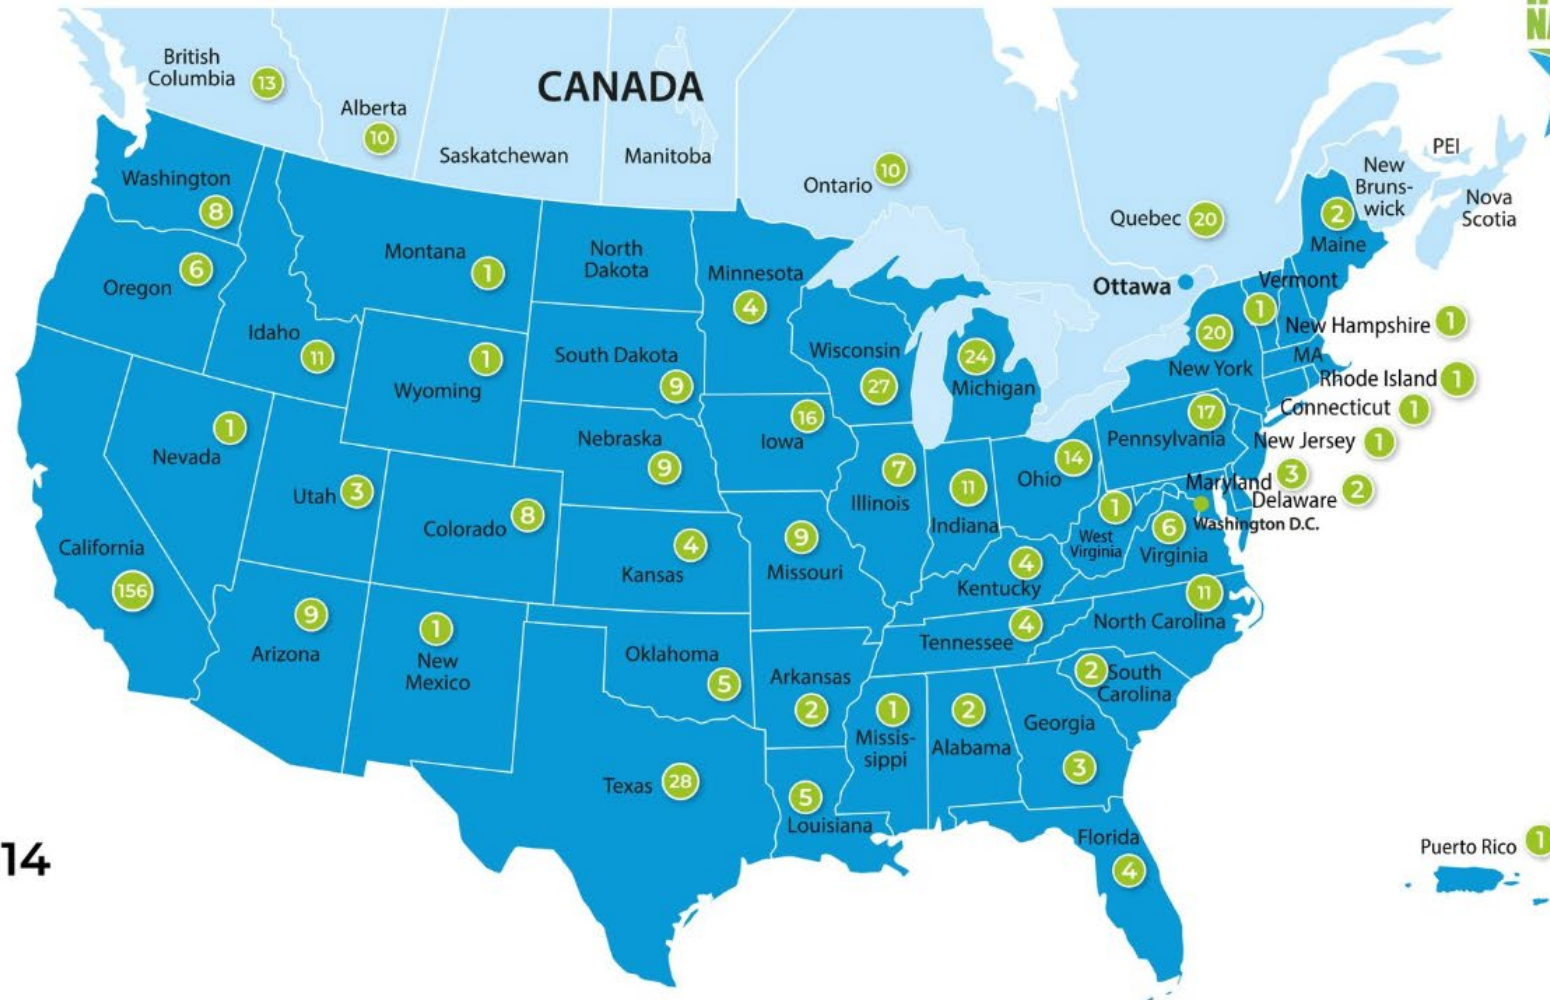 British
Columbia
13
CANADA
Alberta
10
Saskatchewan
Manitoba
Ontario
10
Quebec
20
PEI
New
Bruns-
wick
Nova
Scotia
Ottawa
Washington
8
Oregon
6
Montana
1
North
Dakota
Minnesota
4
Maine
2
Idaho
11
Wyoming
1
South Dakota
9
Wisconsin
27
Michigan
24
New York
20
Vermont
1
New Hampshire
1
MA
Rhode Island
1
Connecticut
1
New Jersey
1
Nevada
1
Utah
3
Colorado
8
Nebraska
9
Iowa
16
Illinois
7
Indiana
11
Ohio
14
Pennsylvania
17
Maryland
3
Delaware
2
Washington D.C.
California
156
Kansas
4
Missouri
9
Kentucky
4
West
Virginia
1
Virginia
6
Arizona
9
New
Mexico
1
Oklahoma
5
Arkansas
2
Tennessee
4
North Carolina
11
South
Carolina
2
Texas
28
Louisiana
5
Missis-
sippi
1
Alabama
2
Georgia
3
Florida
4
Puerto Rico
1
14